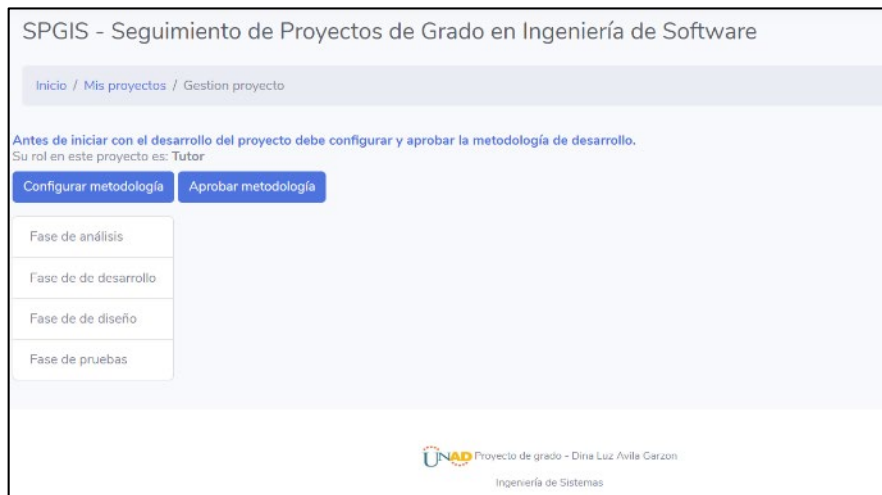 SPGIS - Seguimiento de Proyectos de Grado en Ingeniería de Software
Inicio / Mis proyectos / Gestion proyecto
Antes de iniciar con el desarrollo del proyecto debe configurar y aprobar la metodología de desarrollo.
Su rol en este proyecto es: Tutor
Configurar metodología Aprobar metodología
Fase de análisis
Fase de de desarrollo
Fase de de diseño
Fase de pruebas
UNAD Proyecto de grado - Dina Luz Avila Garzon
Ingeniería de Sistemas